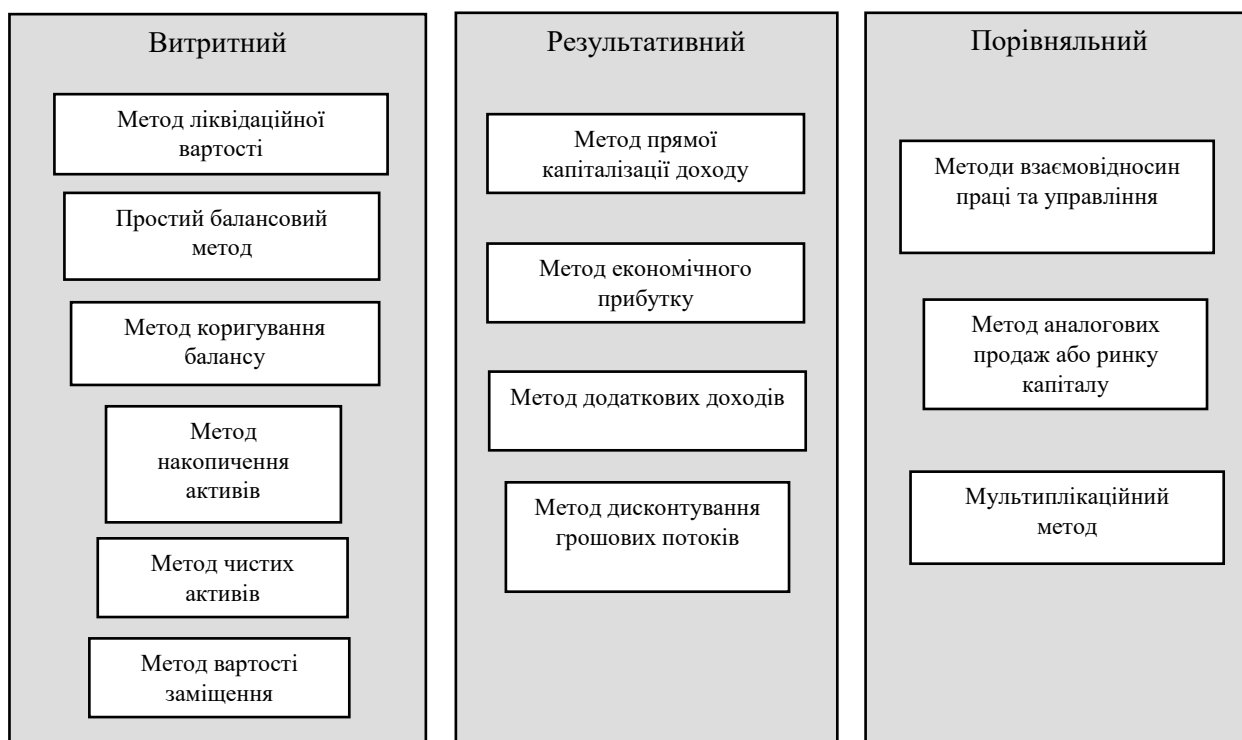 Витритний
Метод ліквідаційної
вартості
Простий балансовий
метод
Метод коригування
балансу
Метод
накопичення
активів
Метод чистих
активів
Метод вартості
заміщення
Результативний
Метод прямої
капіталізації доходу
Метод економічного
прибутку
Метод додаткових доходів
Метод дисконтування
грошових потоків
Порівняльний
Методи взаємовідносин
праці та управління
Метод аналогових
продаж або ринку
капіталу
Мультиплікаційний
метод